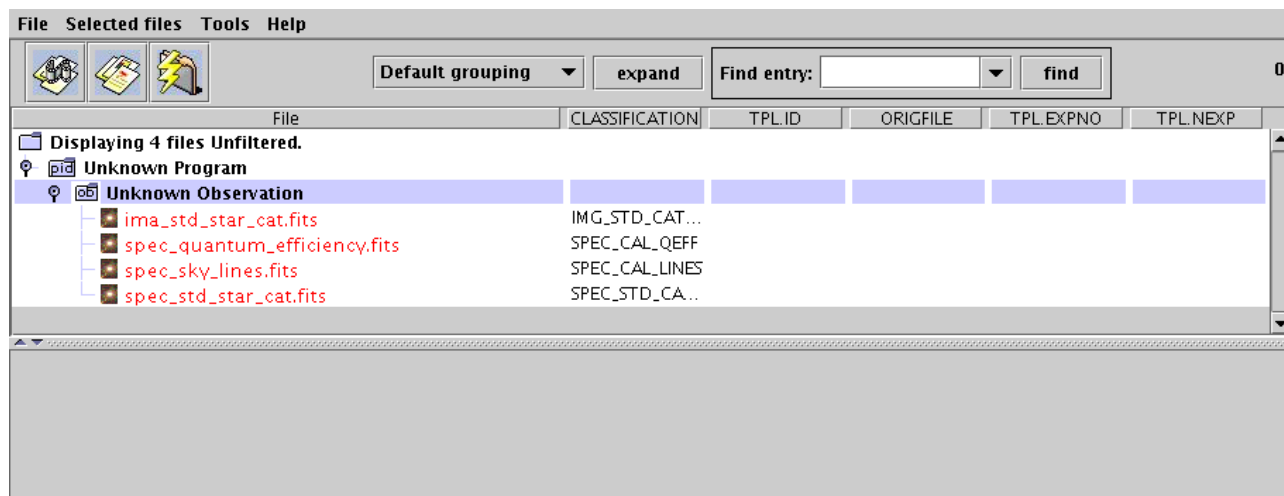 File Selected files Tools Help
Default grouping expand Find entry: find 0
File CLASSIFICATION TPL.ID ORIGFILE TPL.EXPNO TPL.NEXP
Displaying 4 files Unfiltered.
pid Unknown Program
ob Unknown Observation
ima_std_star_cat.fits IMG_STD_CAT...
spec_quantum_efficiency.fits SPEC_CAL_QEFF
spec_sky_lines.fits SPEC_CAL_LINES
spec_std_star_cat.fits SPEC_STD_CA...